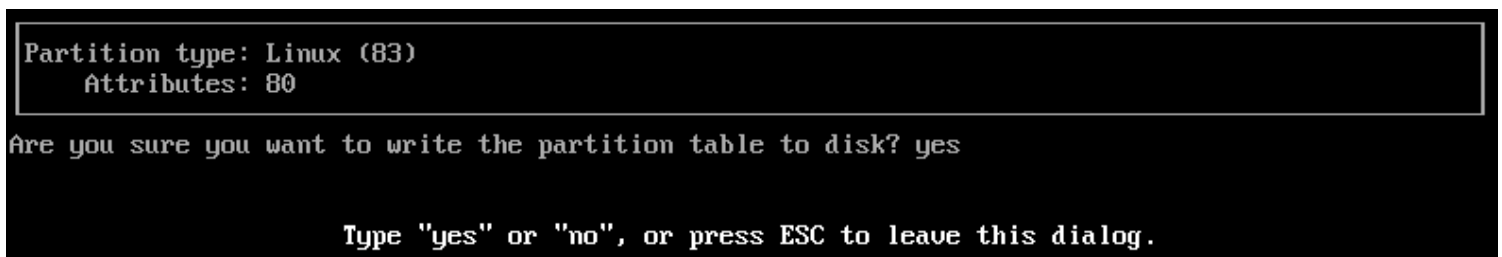 Partition type: Linux (83)
Attributes: 80
Are you sure you want to write the partition table to disk? yes
Type "yes" or "no", or press ESC to leave this dialog.